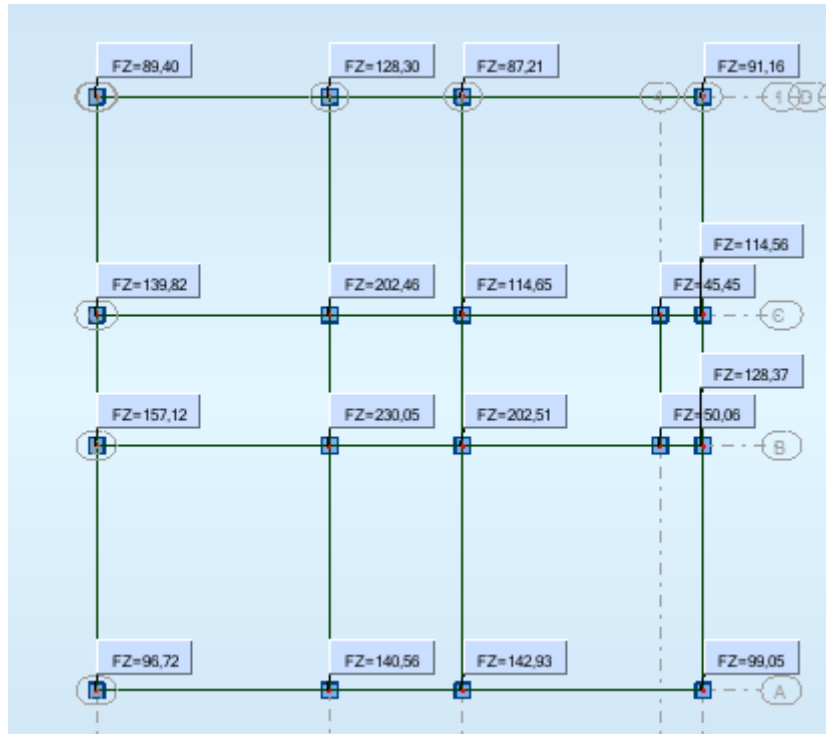 FZ=89,40 FZ=128,30 FZ=87,21 FZ=91,16
4 1 D
FZ=114,56
FZ=139,82 FZ=202,46 FZ=114,65 FZ=45,45
C
FZ=128,37
FZ=157,12 FZ=230,05 FZ=202,51 FZ=50,06
B
FZ=96,72 FZ=140,56 FZ=142,93 FZ=99,05
A